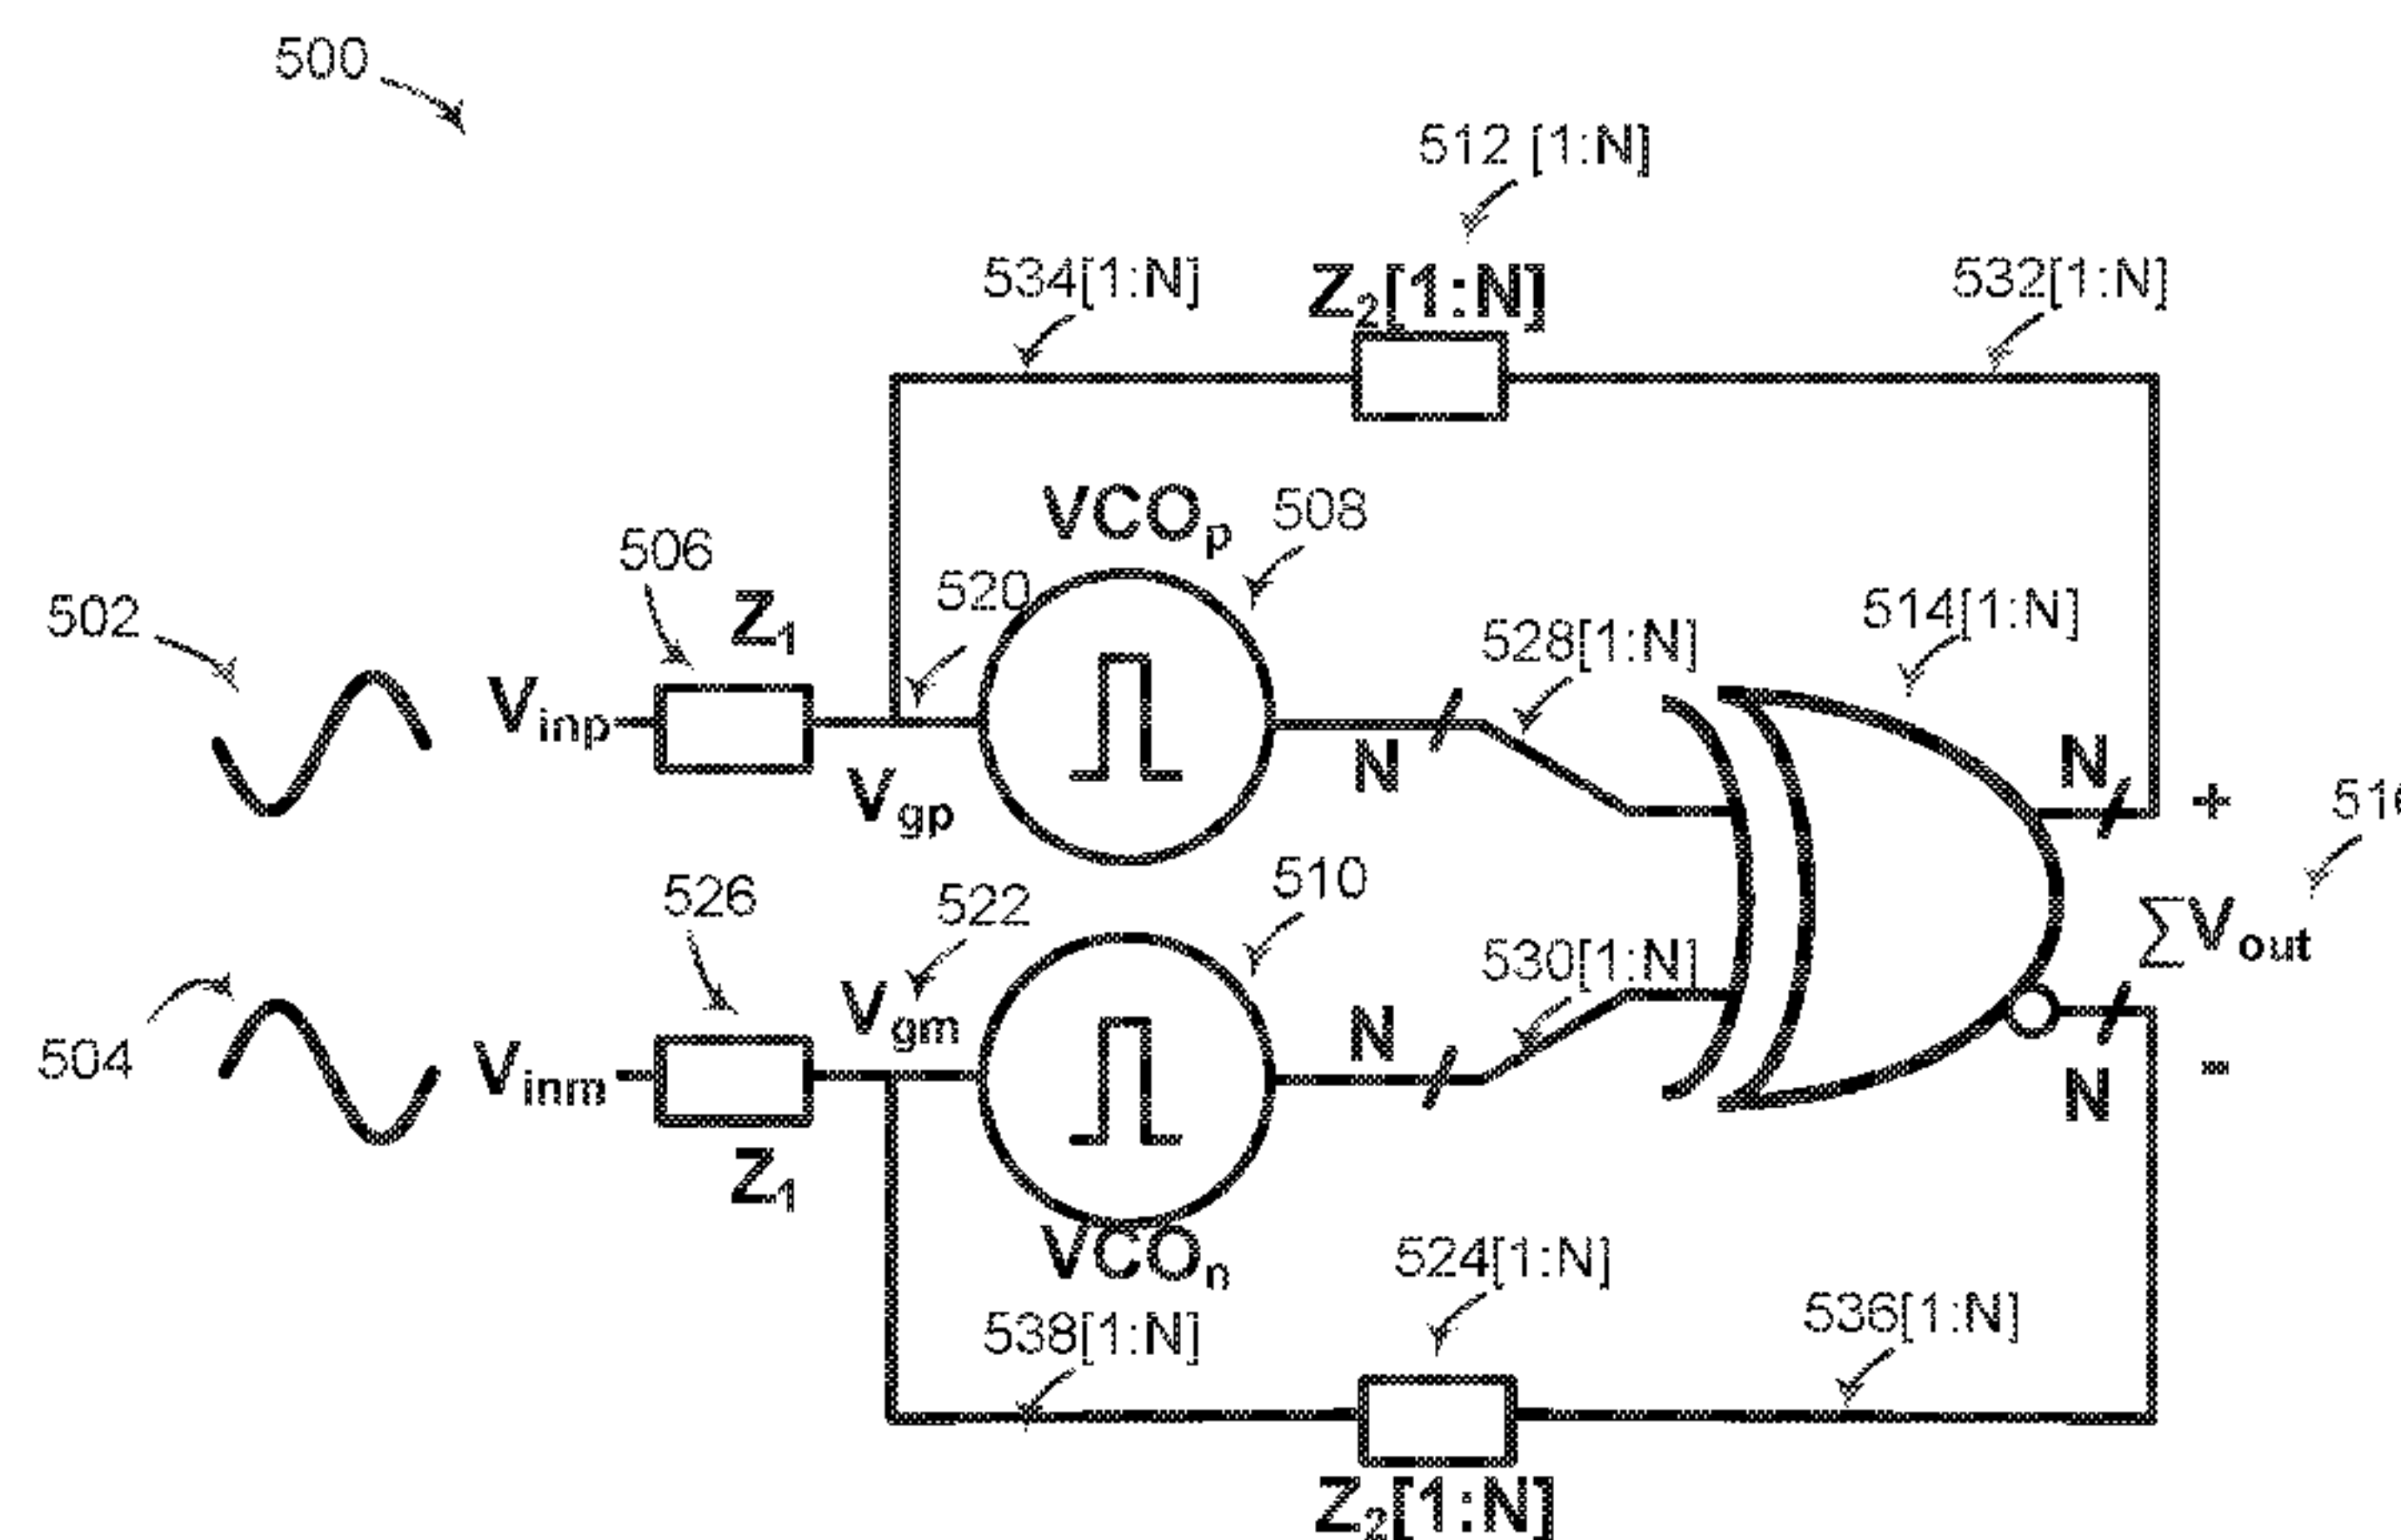 500
512 [1:N]
534[1:N]
Z2[1:N]
532[1:N]
VCOp
508
506
Z1
520
502
Vinp
Vgp
528[1:N]
N
514[1:N]
N
+
526
Vgm
522
510
530[1:N]
N
∑Vout
504
Vinm
Z1
N
-
VCOn
524[1:N]
538[1:N]
536[1:N]
Z2[1:N]